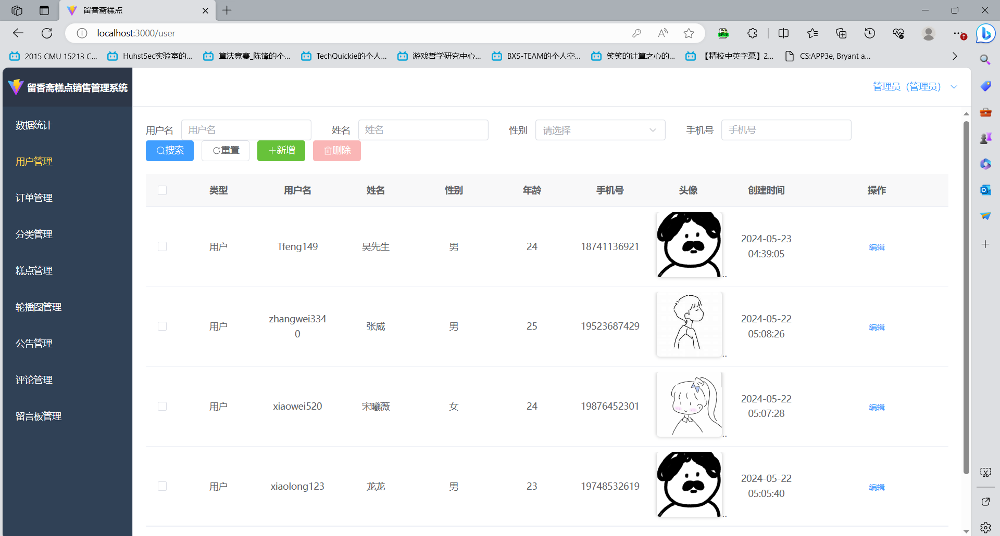 留香斋糕点
localhost:3000/user
2015 CMU 15213 C...
HuhstSec实验室的...
算法竞赛_陈锋的个...
TechQuickie的个人...
游戏哲学研究中心...
BXS-TEAM的个人空...
笑笑的计算之心的...
【精校中英字幕】2...
CS:APP3e, Bryant a...
留香斋糕点销售管理系统
管理员（管理员）
数据统计
用户管理
订单管理
分类管理
糕点管理
轮播图管理
公告管理
评论管理
留言板管理
用户名 用户名 姓名 姓名 性别 请选择 手机号 手机号
搜索 重置 新增 删除
类型 用户名 姓名 性别 年龄 手机号 头像 创建时间 操作
用户 Tfeng149 吴先生 男 24 18741136921 .. 2024-05-23 编辑
04:39:05
用户 zhangwei334 张威 男 25 19523687429 .. 2024-05-22 编辑
0 05:08:26
用户 xiaowei520 宋曦薇 女 24 19876452301 .. 2024-05-22 编辑
05:07:28
用户 xiaolong123 龙龙 男 23 19748532619 .. 2024-05-22 编辑
05:05:40